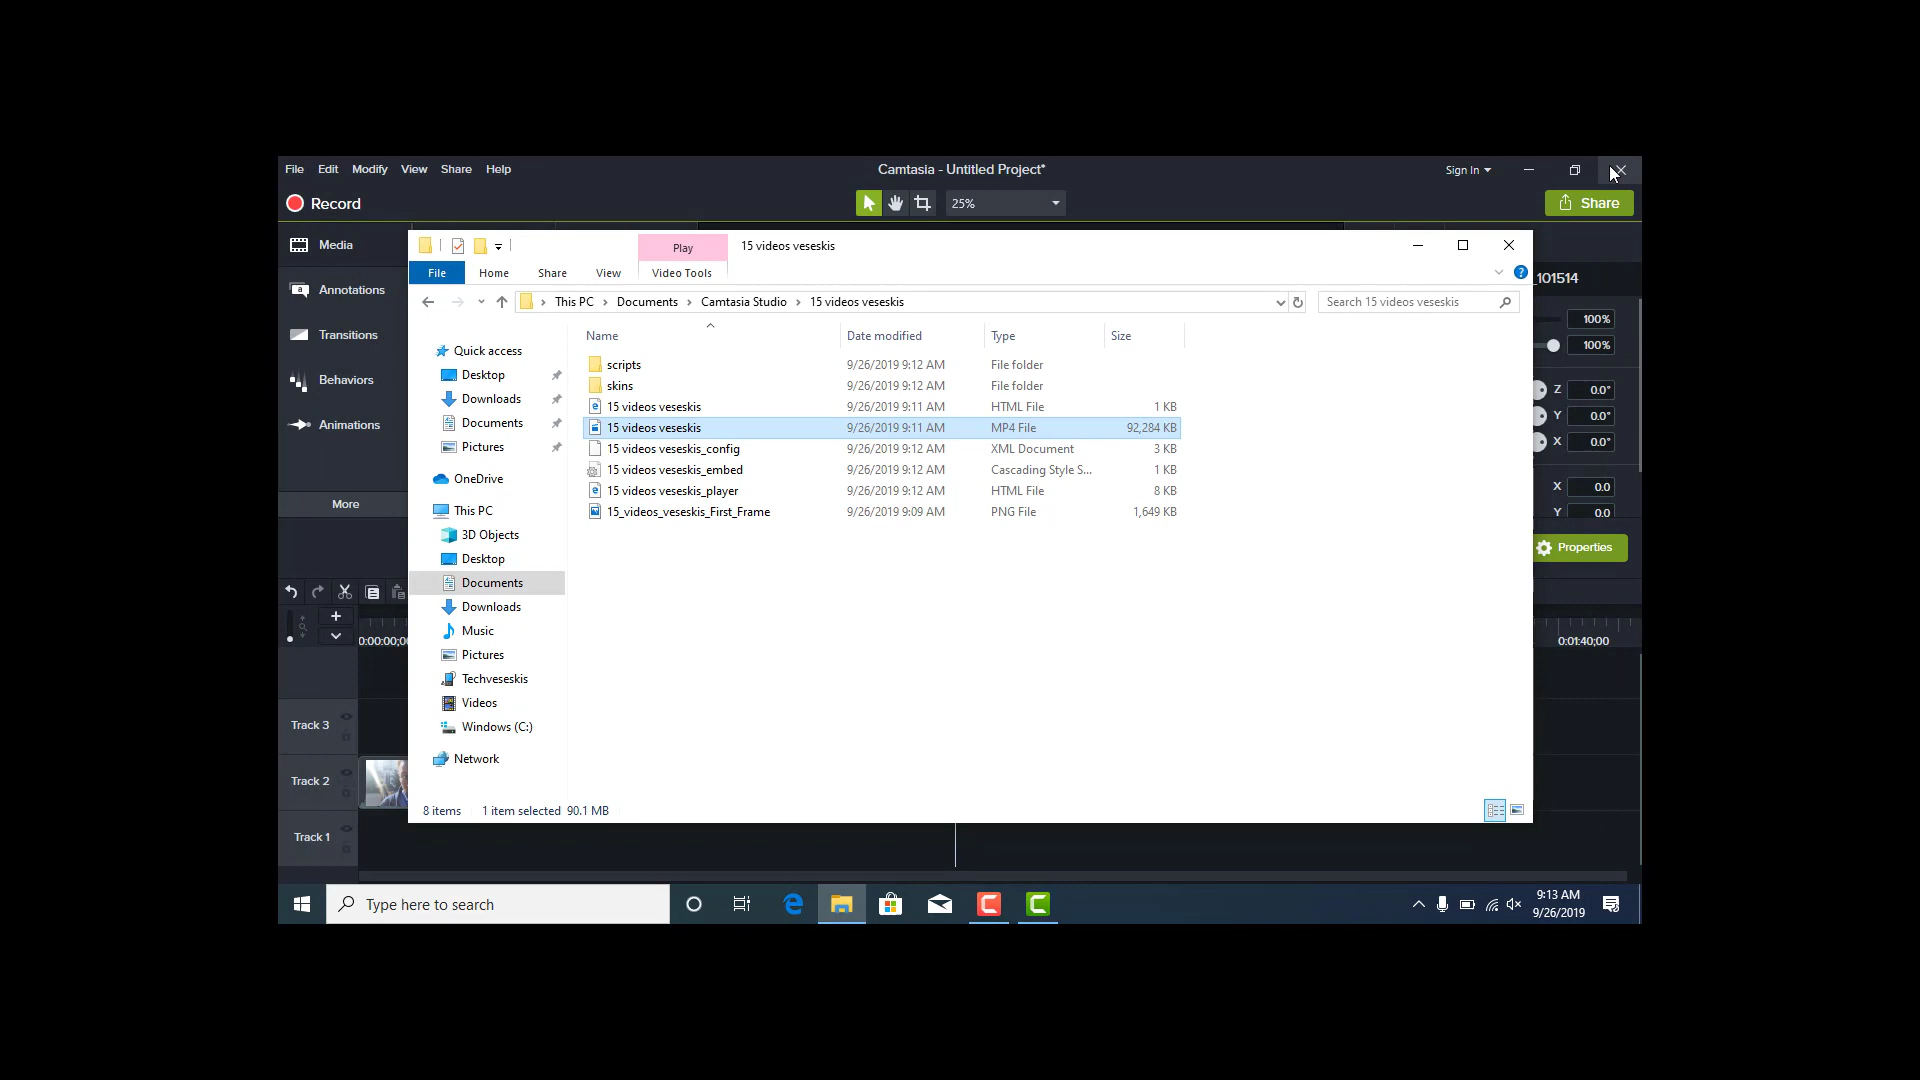 File Edit Modify View Share Help
Camtasia - Untitled Project*
Sign In
Record
25%
Share
Media
Annotations
Transitions
Behaviors
Animations
More
Play
15 videos veseskis
File Home Share View Video Tools
This PC > Documents > Camtasia Studio > 15 videos veseskis
Search 15 videos veseskis
Name Date modified Type Size
scripts 9/26/2019 9:12 AM File folder
skins 9/26/2019 9:12 AM File folder
15 videos veseskis 9/26/2019 9:11 AM HTML File 1 KB
15 videos veseskis 9/26/2019 9:11 AM MP4 File 92,284 KB
15 videos veseskis_config 9/26/2019 9:12 AM XML Document 3 KB
15 videos veseskis_embed 9/26/2019 9:12 AM Cascading Style S... 1 KB
15 videos veseskis_player 9/26/2019 9:12 AM HTML File 8 KB
15_videos_veseskis_First_Frame 9/26/2019 9:09 AM PNG File 1,649 KB
Quick access
Desktop
Downloads
Documents
Pictures
OneDrive
This PC
3D Objects
Desktop
Documents
Downloads
Music
Pictures
Techveseskis
Videos
Windows (C:)
Network
8 items 1 item selected 90.1 MB
_101514
100%
100%
Z 0.0°
Y 0.0°
X 0.0°
X 0.0
Y 0.0
Properties
0:00:00;00
0:01:40;00
Track 3
Track 2
Track 1
Type here to search
9:13 AM
9/26/2019